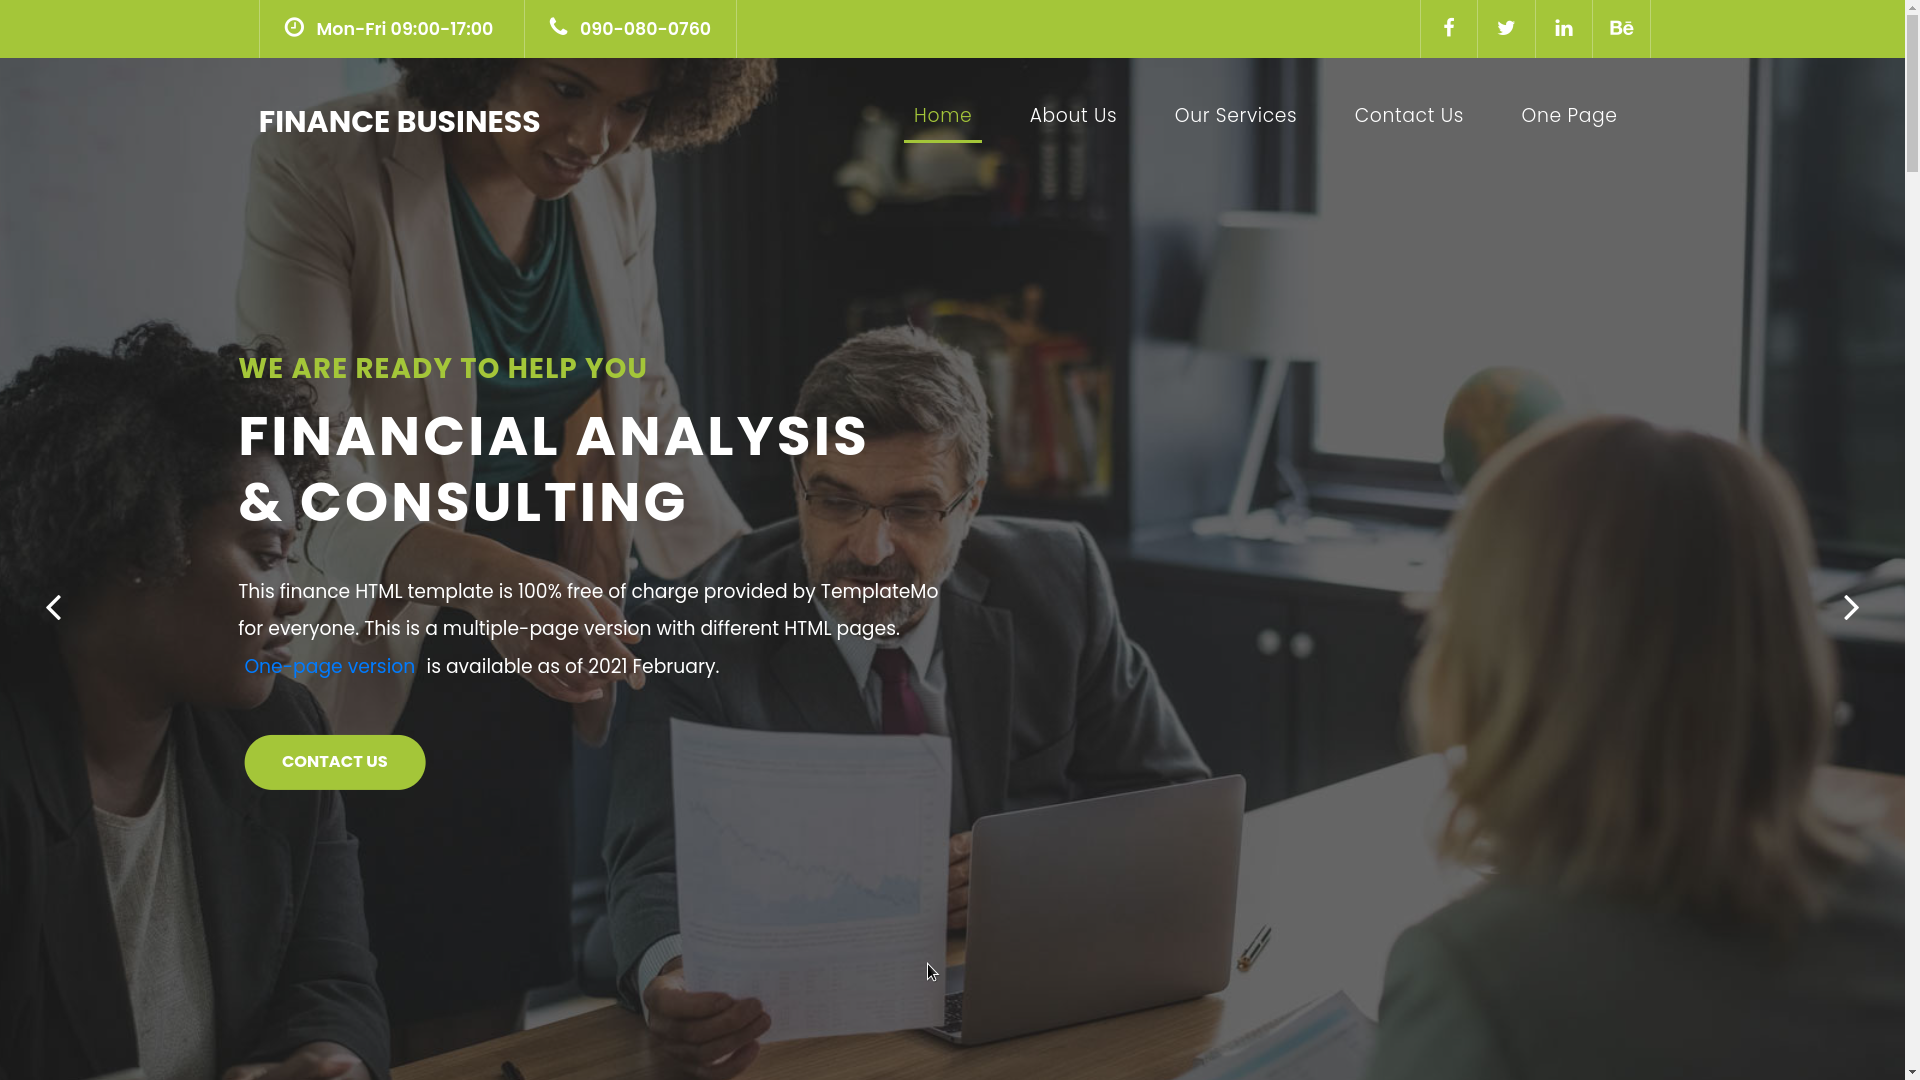 Mon-Fri 09:00-17:00
090-080-0760
FINANCE BUSINESS
Home
About Us
Our Services
Contact Us
One Page
WE ARE READY TO HELP YOU
FINANCIAL ANALYSIS
& CONSULTING
This finance HTML template is 100% free of charge provided by TemplateMo
for everyone. This is a multiple-page version with different HTML pages.
One-page version is available as of 2021 February.
CONTACT US